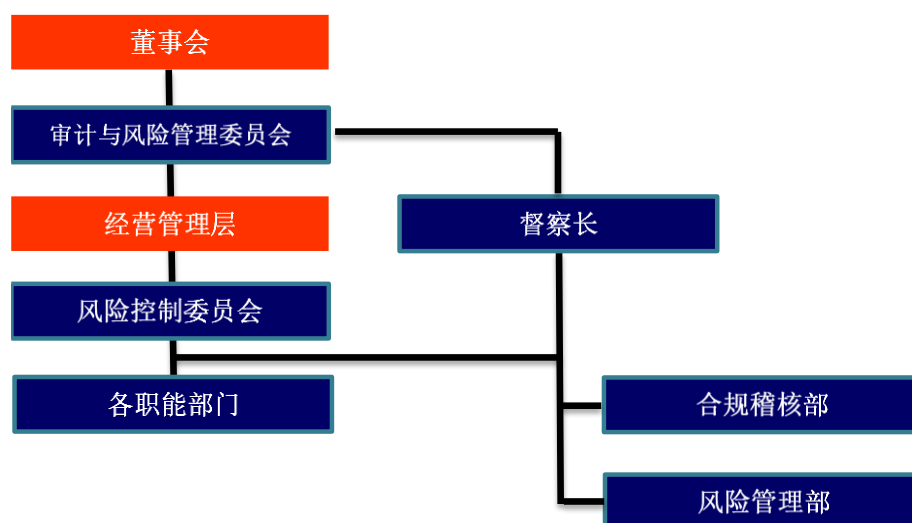 董事会
审计与风险管理委员会
经营管理层
督察长
风险控制委员会
各职能部门
合规稽核部
风险管理部